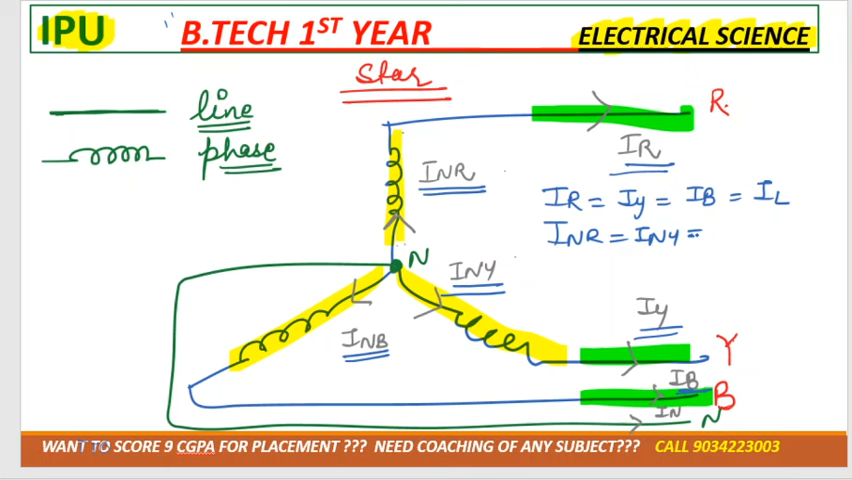 IPU
B.TECH 1ST YEAR
ELECTRICAL SCIENCE
Star
line
phase
R.
IR
INR
IR = Iy = IB = IL
INR = INY =
N
INY
INB
Iy
Y
IB
B
IN
N
WANT TO SCORE 9 CGPA FOR PLACEMENT ??? NEED COACHING OF ANY SUBJECT??? CALL 9034223003